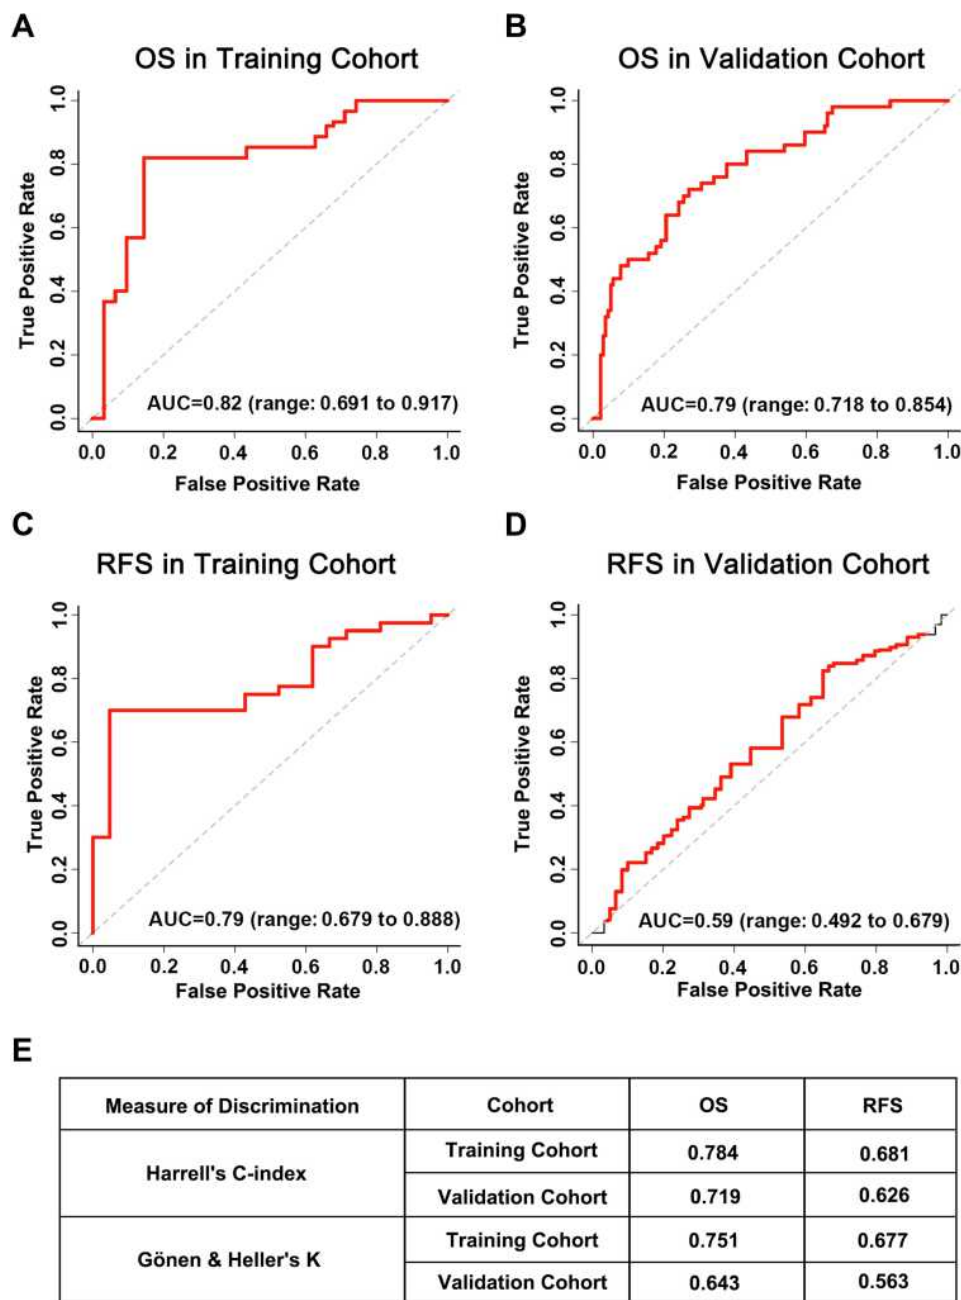 A
OS in Training Cohort
True Positive Rate
0.0 0.2 0.4 0.6 0.8 1.0
AUC=0.82 (range: 0.691 to 0.917)
0.0 0.2 0.4 0.6 0.8 1.0
False Positive Rate
B
OS in Validation Cohort
True Positive Rate
0.0 0.2 0.4 0.6 0.8 1.0
AUC=0.79 (range: 0.718 to 0.854)
0.0 0.2 0.4 0.6 0.8 1.0
False Positive Rate
C
RFS in Training Cohort
True Positive Rate
0.0 0.2 0.4 0.6 0.8 1.0
AUC=0.79 (range: 0.679 to 0.888)
0.0 0.2 0.4 0.6 0.8 1.0
False Positive Rate
D
RFS in Validation Cohort
True Positive Rate
0.0 0.2 0.4 0.6 0.8 1.0
AUC=0.59 (range: 0.492 to 0.679)
0.0 0.2 0.4 0.6 0.8 1.0
False Positive Rate
E
Measure of Discrimination Cohort OS RFS
Harrell's C-index
Training Cohort 0.784 0.681
Validation Cohort 0.719 0.626
Gönen & Heller's K
Training Cohort 0.751 0.677
Validation Cohort 0.643 0.563